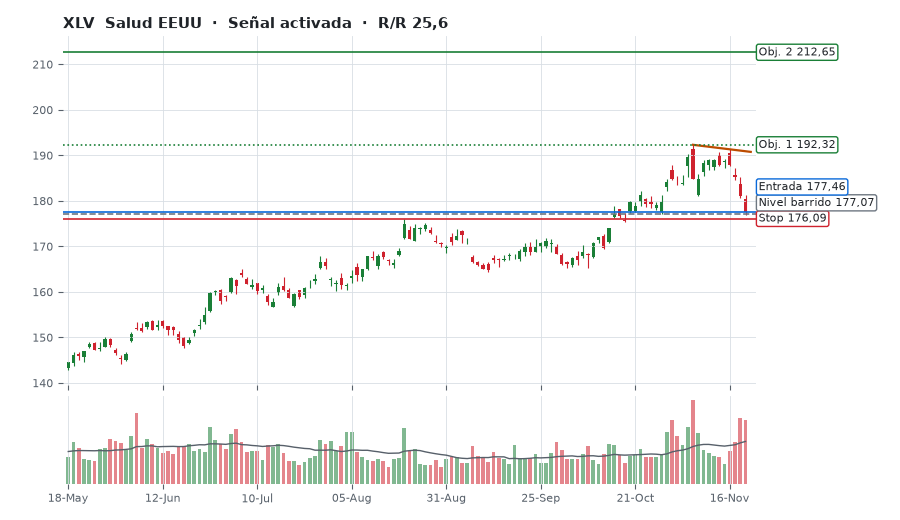 XLV Salud EEUU · Señal activada · R/R 25,6
Obj. 2 212,65
210
200
Obj. 1 192,32
190
Entrada 177,46
180
Nivel barrido 177,07
Stop 176,09
170
160
150
140
18-May 12-Jun 10-Jul 05-Aug 31-Aug 25-Sep 21-Oct 16-Nov